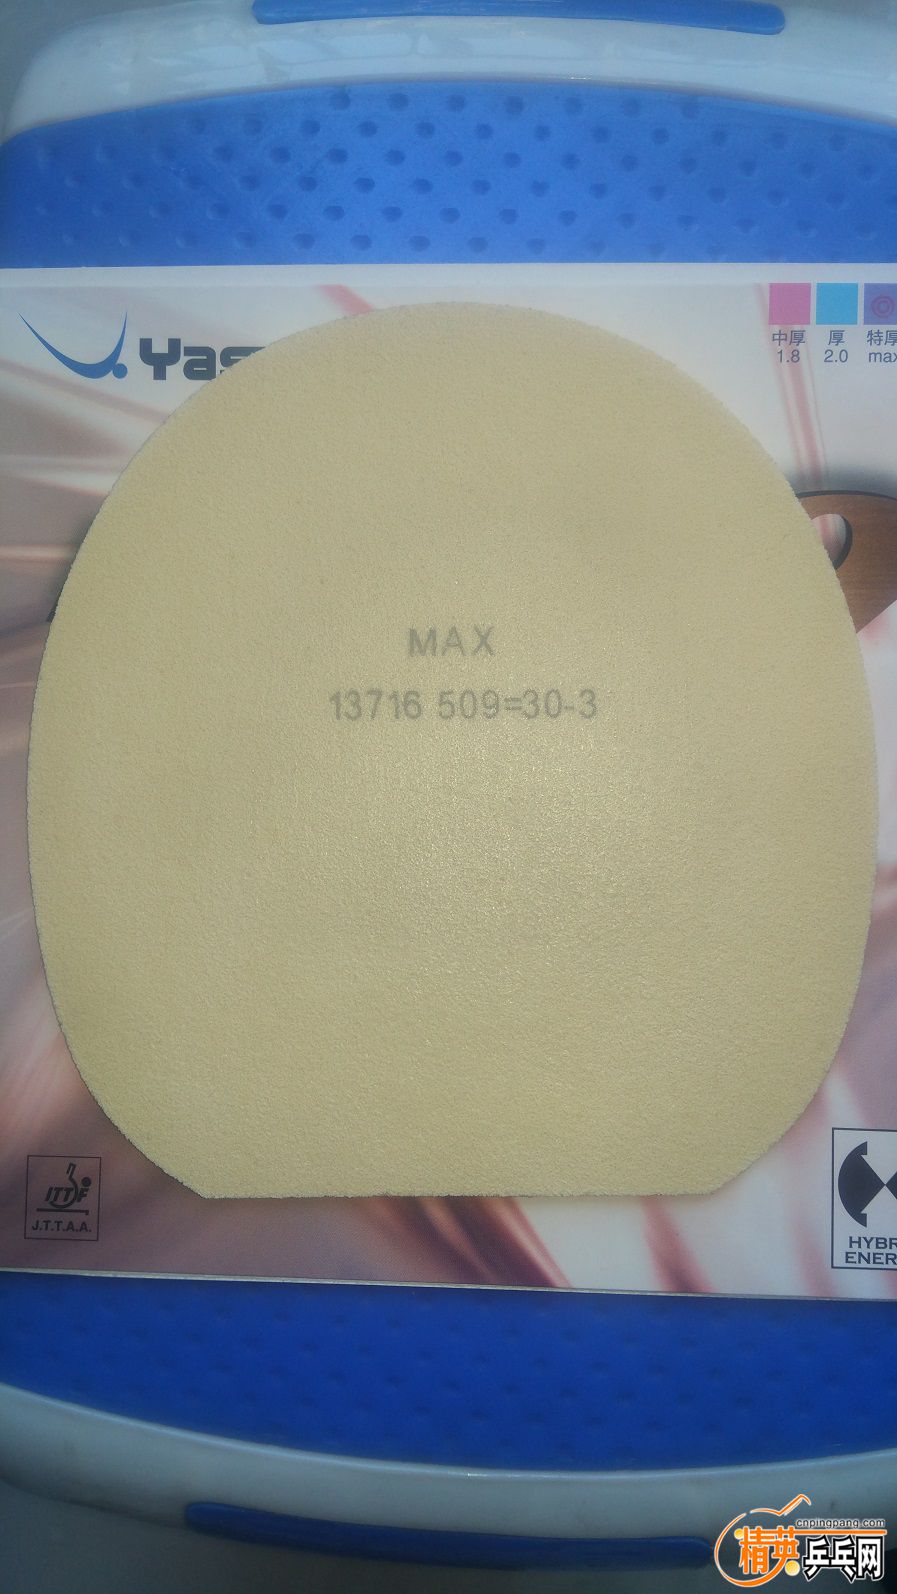 Yas
中厚 厚 特厚
1.8 2.0 max
MAX
13716 509=30-3
ITTF
J.T.T.A.A.
HYBR
ENER
cnpingpang.com
精英乒乓网